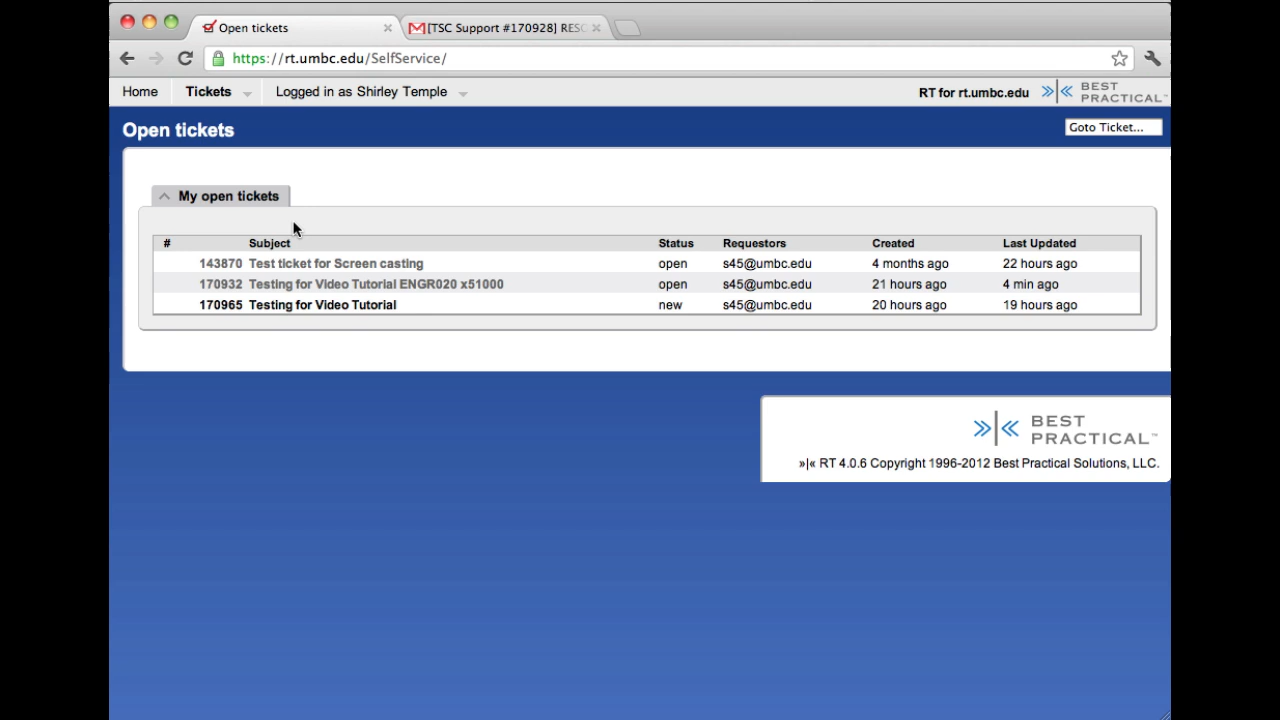 Open tickets
[TSC Support #170928] RESC
https://rt.umbc.edu/SelfService/
Home Tickets Logged in as Shirley Temple RT for rt.umbc.edu »|« BEST PRACTICAL™
Open tickets
Goto Ticket...
My open tickets
# Subject Status Requestors Created Last Updated
143870 Test ticket for Screen casting open s45@umbc.edu 4 months ago 22 hours ago
170932 Testing for Video Tutorial ENGR020 x51000 open s45@umbc.edu 21 hours ago 4 min ago
170965 Testing for Video Tutorial new s45@umbc.edu 20 hours ago 19 hours ago
»|« BEST
PRACTICAL™
»|« RT 4.0.6 Copyright 1996-2012 Best Practical Solutions, LLC.